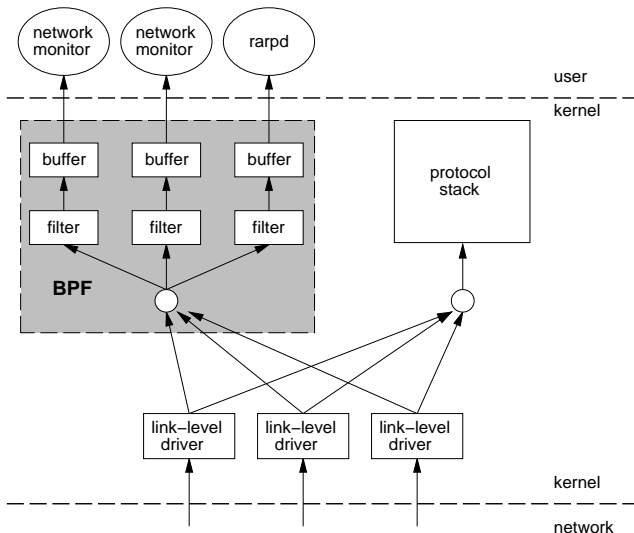 network
monitor
network
monitor
rarpd
user
kernel
buffer
buffer
buffer
protocol
stack
filter
filter
filter
BPF
link-level
driver
link-level
driver
link-level
driver
kernel
network